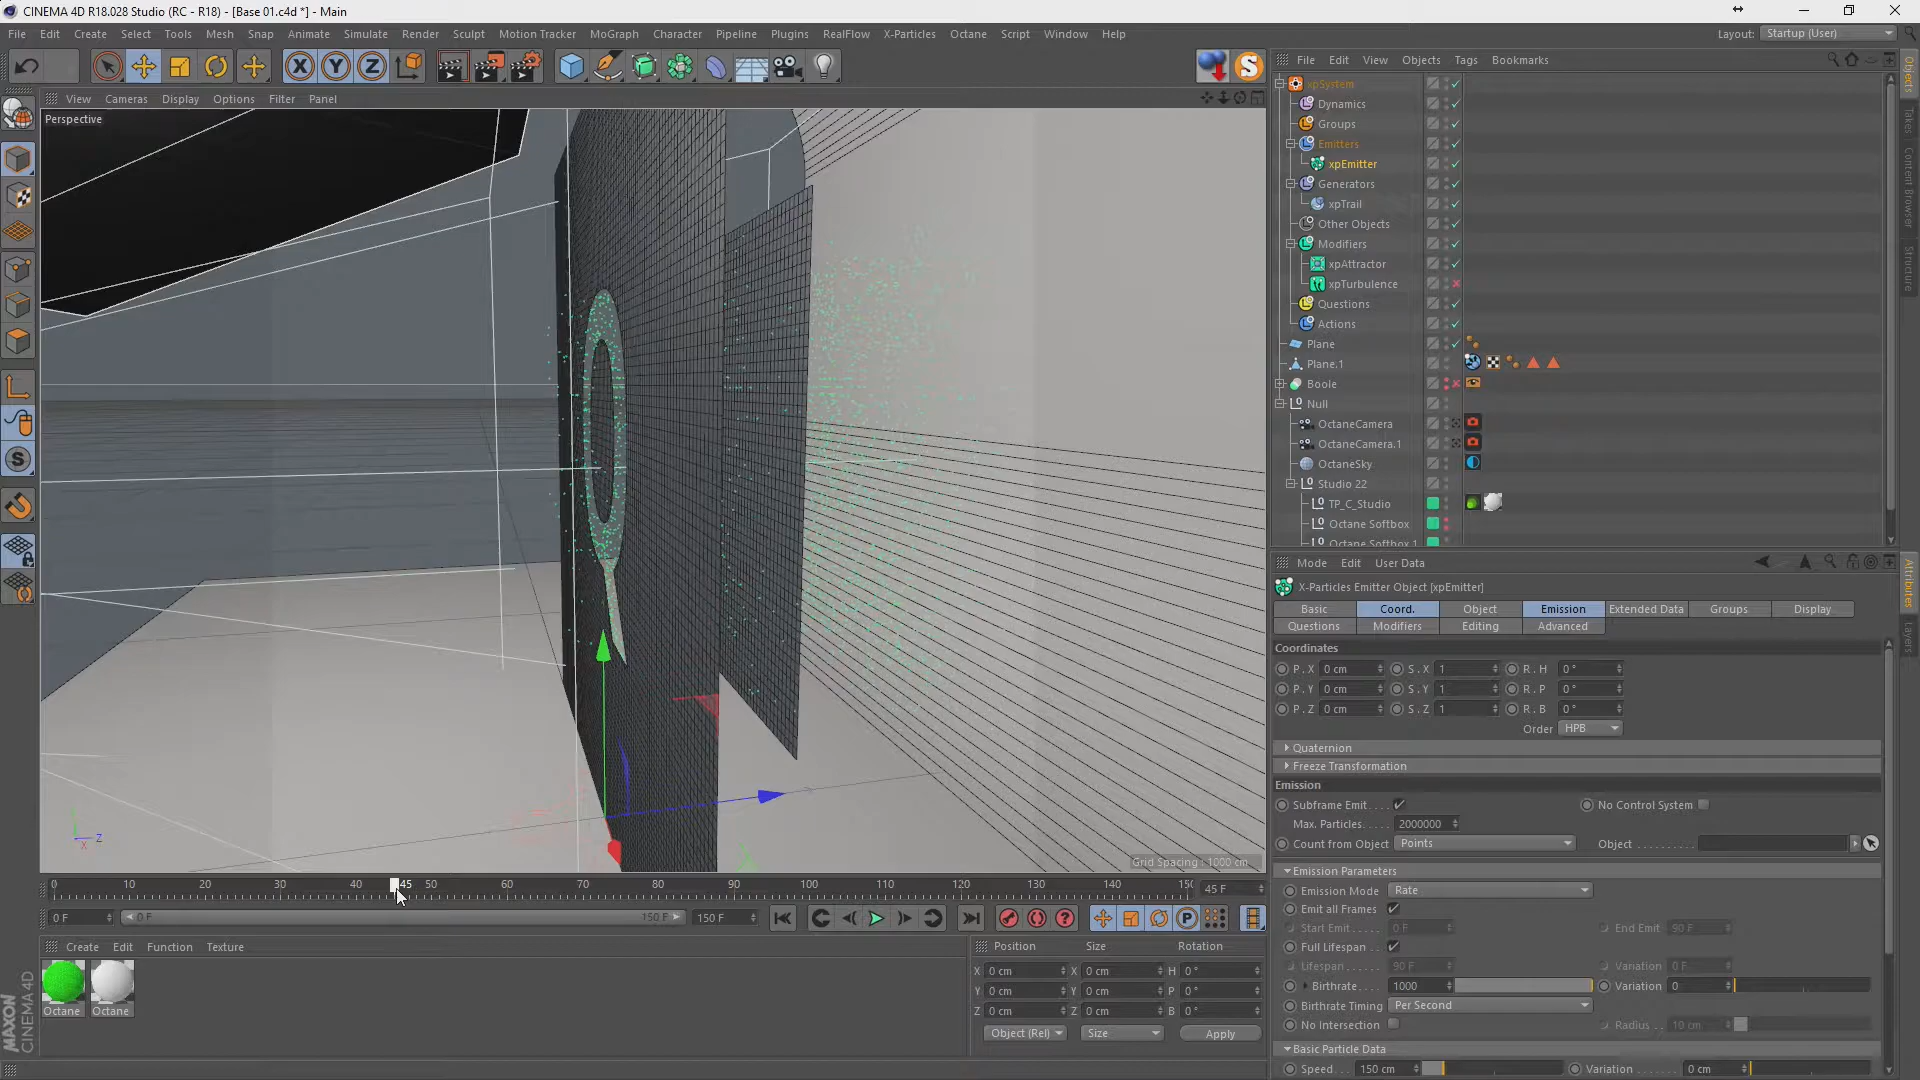 CINEMA 4D R18.028 Studio (RC - R18) - [Base 01.c4d *] - Main
File Edit Create Select Tools Mesh Snap Animate Simulate Render Sculpt Motion Tracker MoGraph Character Pipeline Plugins RealFlow X-Particles Octane Script Window Help
Layout: Startup (User)
File Edit View Objects Tags Bookmarks
View Cameras Display Options Filter Panel
Perspective
xpSystem
Dynamics
Groups
Emitters
xpEmitter
Generators
xpTrail
Other Objects
Modifiers
xpAttractor
xpTurbulence
Questions
Actions
Plane
Plane.1
Boole
Null
OctaneCamera
OctaneCamera.1
OctaneSky
Studio 22
TP_C_Studio
Octane Softbox
Octane Softbox 1
Objects
Takes
Content Browser
Structure
Attributes
Layers
Mode Edit User Data
X-Particles Emitter Object [xpEmitter]
Basic Coord. Object Emission Extended Data Groups Display
Questions Modifiers Editing Advanced
Coordinates
P . X 0 cm S . X 1 R . H 0 °
P . Y 0 cm S . Y 1 R . P 0 °
P . Z 0 cm S . Z 1 R . B 0 °
Order HPB
Quaternion
Freeze Transformation
Emission
Subframe Emit . . . . No Control System
Max. Particles. . . . . 2000000
Count from Object Points Object . . . . . . . . . .
Emission Parameters
Emission Mode Rate
Emit all Frames
Start Emit . . . . 0 F End Emit 90 F
Full Lifespan . . .
Lifespan. . . . . . 90 F Variation 0 F
Birthrate. . . . 1000 Variation . 0
Birthrate Timing Per Second
No Intersection Radius . . 10 cm
Basic Particle Data
Speed. . . . 150 cm Variation . . . . . . 0 cm
Grid Spacing : 1000 cm
0 10 20 30 40 45 50 60 70 80 90 100 110 120 130 140 150 45 F
0 F 0 F 150 F 150 F
Create Edit Function Texture
Octane Octane
Position Size Rotation
X 0 cm X 0 cm H 0 °
Y 0 cm Y 0 cm P 0 °
Z 0 cm Z 0 cm B 0 °
Object (Rel) Size Apply
MAXON CINEMA 4D
Z
X